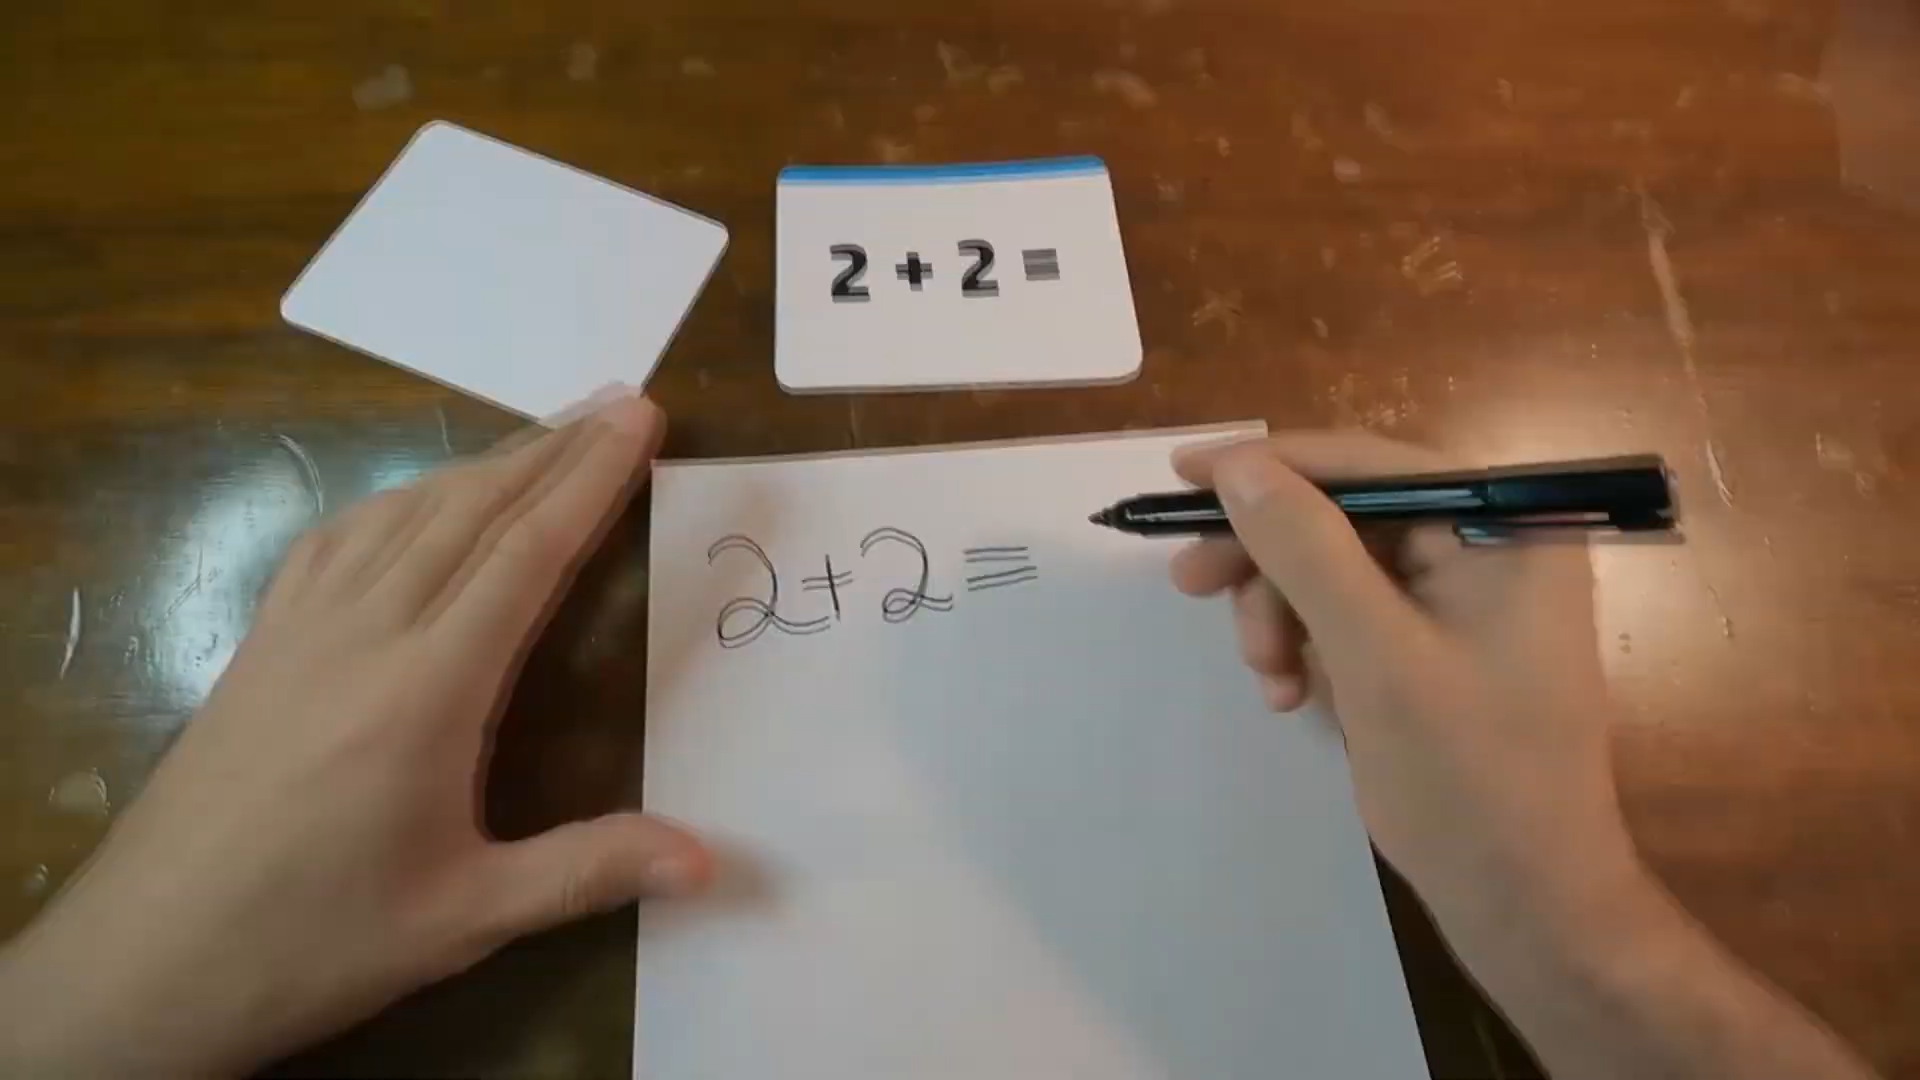 2 + 2 =
2+2=